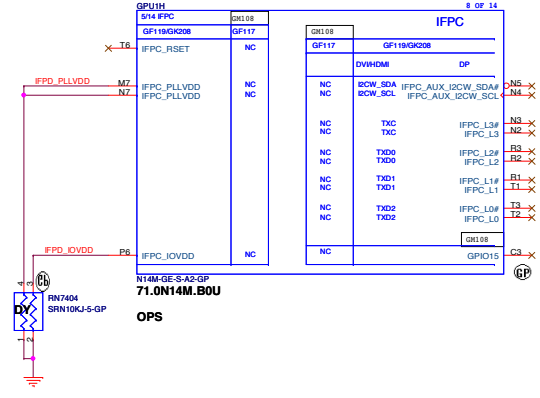 GPU1H
8 OF 14
5/14 IFPC
GM108
IFPC
GF119/GK208
GF117
GM108
T6
IFPC_RSET
NC
GF117
GF119/GK208
DVI/HDMI
DP
IFPD_PLLVDD
M7
IFPC_PLLVDD
NC
NC
I2CW_SDA
IFPC_AUX_I2CW_SDA#
N5
N7
IFPC_PLLVDD
NC
NC
I2CW_SCL
IFPC_AUX_I2CW_SCL
N4
NC
TXC
IFPC_L3#
N3
NC
TXC
IFPC_L3
N2
NC
TXD0
IFPC_L2#
R3
NC
TXD0
IFPC_L2
R2
NC
TXD1
IFPC_L1#
R1
NC
TXD1
IFPC_L1
T1
NC
TXD2
IFPC_L0#
T3
NC
TXD2
IFPC_L0
T2
GM108
IFPD_IOVDD
P6
IFPC_IOVDD
NC
NC
GPIO15
C3
GP
N14M-GE-S-A2-GP
71.0N14M.B0U
OPS
4
3
DY
RN7404
SRN10KJ-5-GP
1
2